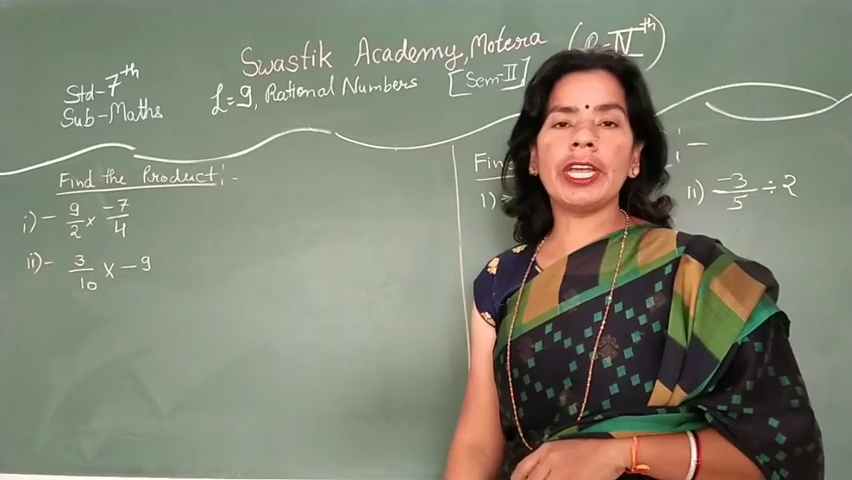 Swastik Academy, Motera
Std-7th
Sub-Maths
L=9, Rational Numbers [Sem-II]
Find the Product:-
i)- 9/2 × -7/4
ii)- 3/10 × -9
1)
ii) -3/5 ÷ 2